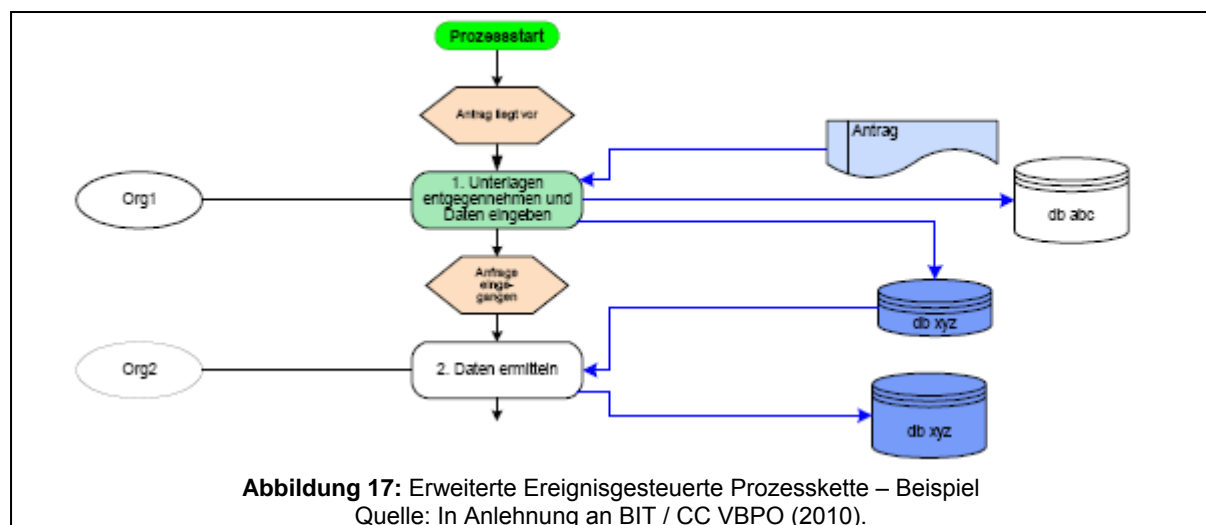 Prozessstart
Antrag liegt vor
Antrag
1. Unterlagen
entgegennehmen und
Daten eingeben
Org1
db abc
Anfrage
einge-
gangen
db xyz
Org2
2. Daten ermitteln
db xyz
Abbildung 17: Erweiterte Ereignisgesteuerte Prozesskette – Beispiel
Quelle: In Anlehnung an BIT / CC VBPO (2010).